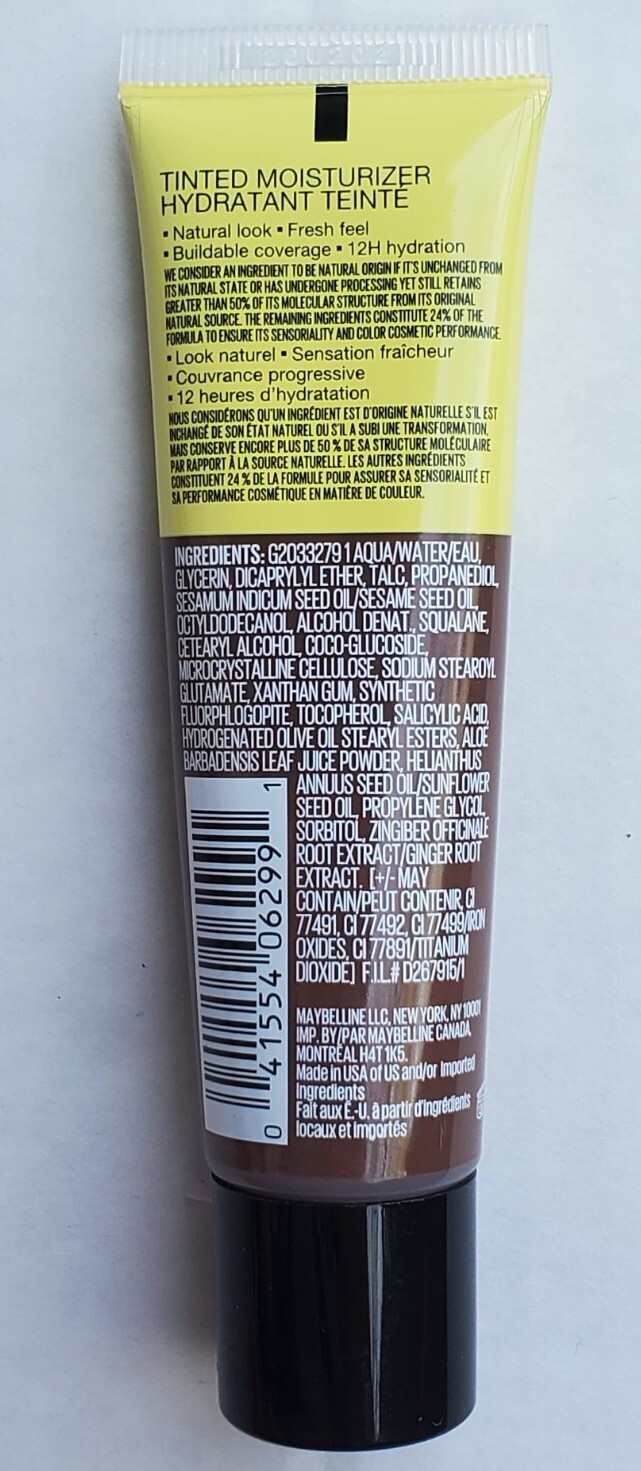 TINTED MOISTURIZER
HYDRATANT TEINTÉ
▪ Natural look ▪ Fresh feel
▪ Buildable coverage ▪ 12H hydration
WE CONSIDER AN INGREDIENT TO BE NATURAL ORIGIN IF IT'S UNCHANGED FROM
ITS NATURAL STATE OR HAS UNDERGONE PROCESSING YET STILL RETAINS
GREATER THAN 50% OF ITS MOLECULAR STRUCTURE FROM ITS ORIGINAL
NATURAL SOURCE. THE REMAINING INGREDIENTS CONSTITUTE 24% OF THE
FORMULA TO ENSURE ITS SENSORIALITY AND COLOR COSMETIC PERFORMANCE.
▪ Look naturel ▪ Sensation fraîcheur
▪ Couvrance progressive
▪ 12 heures d'hydratation
NOUS CONSIDÉRONS QU'UN INGRÉDIENT EST D'ORIGINE NATURELLE S'IL EST
INCHANGÉ DE SON ÉTAT NATUREL OU S'IL A SUBI UNE TRANSFORMATION,
MAIS CONSERVE ENCORE PLUS DE 50 % DE SA STRUCTURE MOLÉCULAIRE
PAR RAPPORT À LA SOURCE NATURELLE. LES AUTRES INGRÉDIENTS
CONSTITUENT 24 % DE LA FORMULE POUR ASSURER SA SENSORIALITÉ ET
SA PERFORMANCE COSMÉTIQUE EN MATIÈRE DE COULEUR.
INGREDIENTS: G2033279 1 AQUA/WATER/EAU,
GLYCERIN, DICAPRYLYL ETHER, TALC, PROPANEDIOL,
SESAMUM INDICUM SEED OIL/SESAME SEED OIL,
OCTYLDODECANOL, ALCOHOL DENAT., SQUALANE,
CETEARYL ALCOHOL, COCO-GLUCOSIDE,
MICROCRYSTALLINE CELLULOSE, SODIUM STEAROYL
GLUTAMATE, XANTHAN GUM, SYNTHETIC
FLUORPHLOGOPITE, TOCOPHEROL, SALICYLIC ACID,
HYDROGENATED OLIVE OIL STEARYL ESTERS, ALOE
BARBADENSIS LEAF JUICE POWDER, HELIANTHUS
ANNUUS SEED OIL/SUNFLOWER
SEED OIL, PROPYLENE GLYCOL,
SORBITOL, ZINGIBER OFFICINALE
ROOT EXTRACT/GINGER ROOT
EXTRACT. [+/- MAY
CONTAIN/PEUT CONTENIR, CI
77491, CI 77492, CI 77499/IRON
OXIDES, CI 77891/TITANIUM
DIOXIDE] F.I.L.# D267915/1
0 41554 06299 1
MAYBELLINE LLC, NEW YORK, NY 10001
IMP. BY/PAR MAYBELLINE CANADA,
MONTRÉAL H4T 1K5.
Made in USA of US and/or Imported
Ingredients
Fait aux É.-U. à partir d'ingrédients
locaux et importés